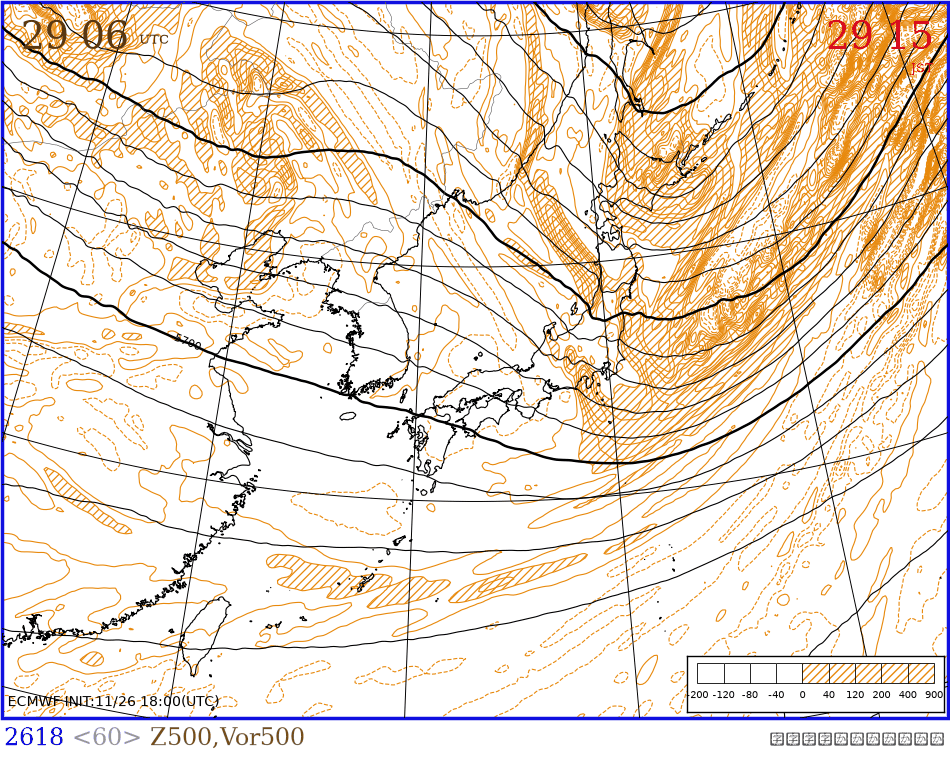 29 06 UTC
29 15
JST
5700
ECMWF INIT:11/26 18:00(UTC)
-200 -120 -80 -40 0 40 120 200 400 900
2618 <60> Z500,Vor500